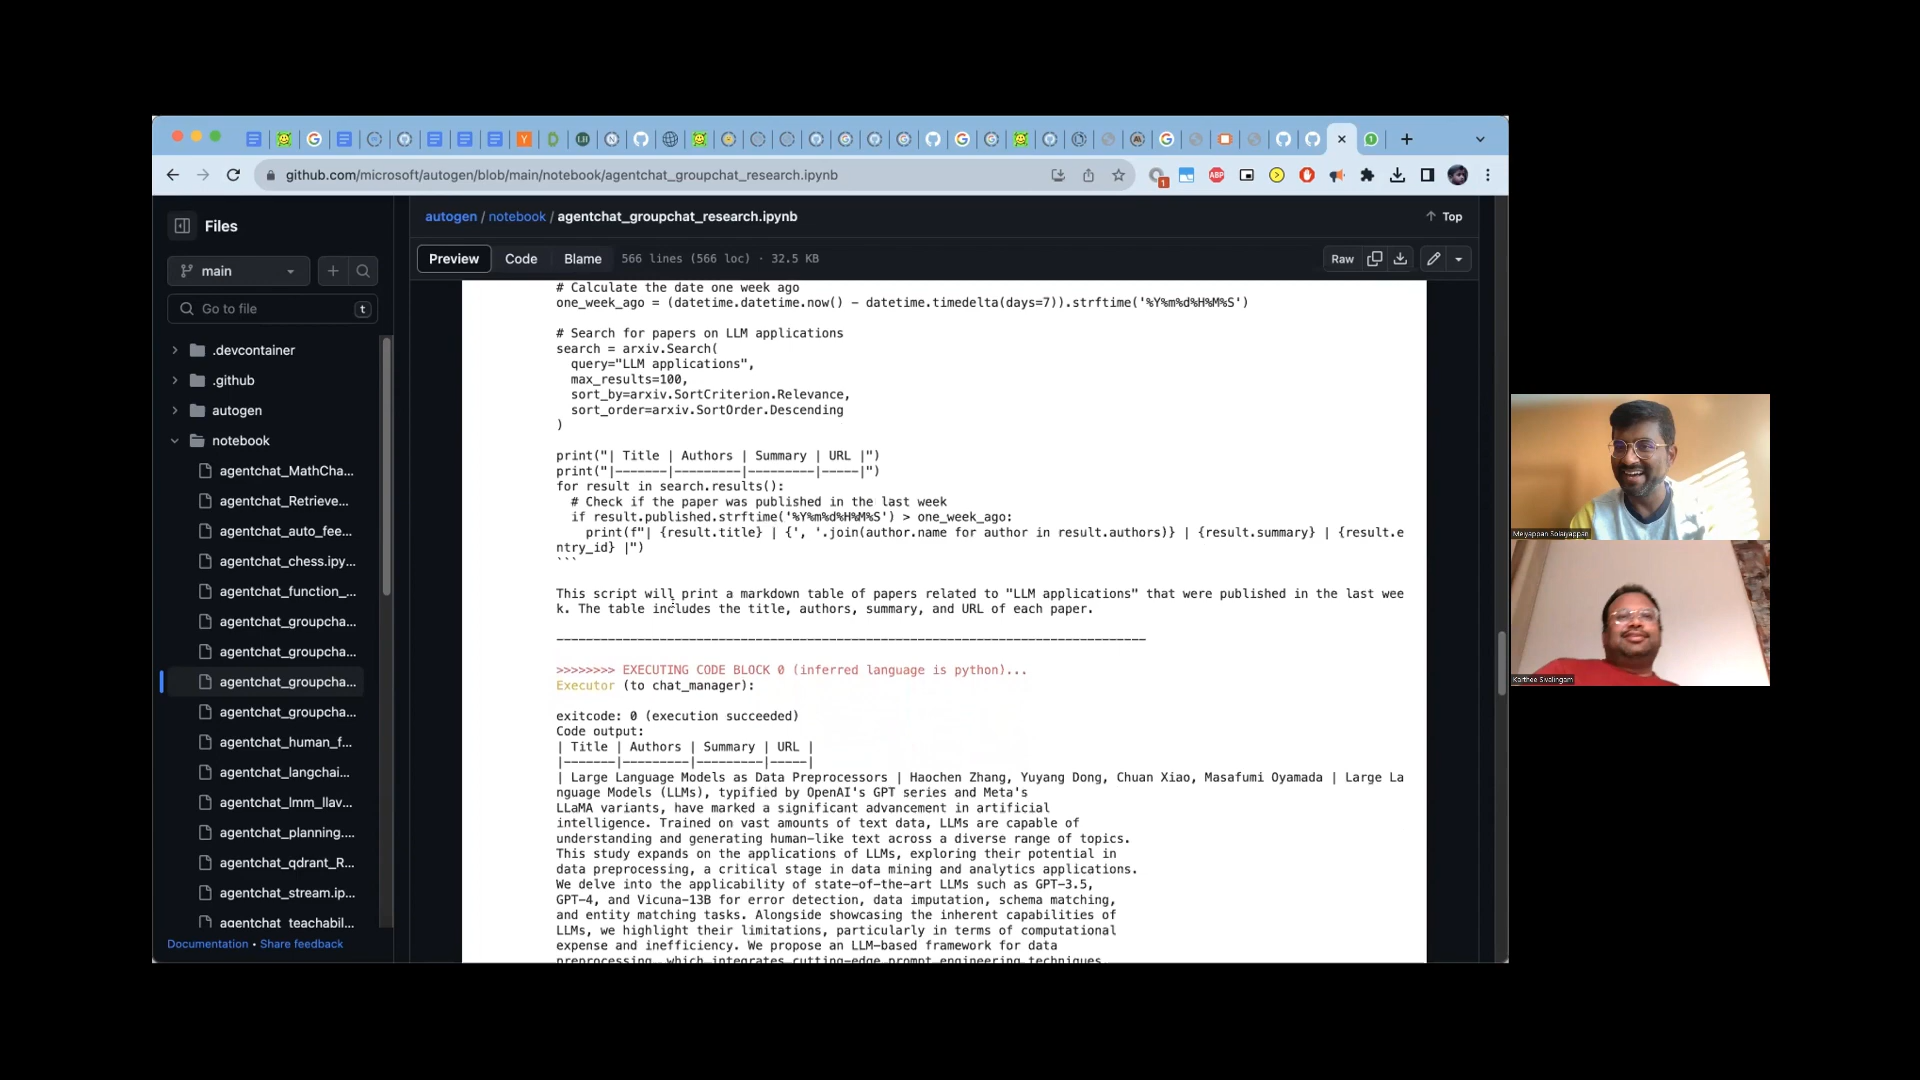 github.com/microsoft/autogen/blob/main/notebook/agentchat_groupchat_research.ipynb
Files
main
Go to file
t
.devcontainer
.github
autogen
notebook
agentchat_MathCha...
agentchat_Retrieve...
agentchat_auto_fee...
agentchat_chess.ipy...
agentchat_function_...
agentchat_groupcha...
agentchat_groupcha...
agentchat_groupcha...
agentchat_groupcha...
agentchat_human_f...
agentchat_langchai...
agentchat_lmm_llav...
agentchat_planning....
agentchat_qdrant_R...
agentchat_stream.ip...
agentchat_teachabil...
Documentation • Share feedback
autogen / notebook / agentchat_groupchat_research.ipynb
Top
Preview Code Blame 566 lines (566 loc) · 32.5 KB
Raw
# Calculate the date one week ago
one_week_ago = (datetime.datetime.now() - datetime.timedelta(days=7)).strftime('%Y%m%d%H%M%S')
# Search for papers on LLM applications
search = arxiv.Search(
query="LLM applications",
max_results=100,
sort_by=arxiv.SortCriterion.Relevance,
sort_order=arxiv.SortOrder.Descending
)
print("| Title | Authors | Summary | URL |")
print("|-------|---------|---------|-----|")
for result in search.results():
# Check if the paper was published in the last week
if result.published.strftime('%Y%m%d%H%M%S') > one_week_ago:
print(f"| {result.title} | {', '.join(author.name for author in result.authors)} | {result.summary} | {result.e
ntry_id} |")
```
This script will print a markdown table of papers related to "LLM applications" that were published in the last wee
k. The table includes the title, authors, summary, and URL of each paper.
--------------------------------------------------------------------------------
>>>>>>>> EXECUTING CODE BLOCK 0 (inferred language is python)...
Executor (to chat_manager):
exitcode: 0 (execution succeeded)
Code output:
| Title | Authors | Summary | URL |
|-------|---------|---------|-----|
| Large Language Models as Data Preprocessors | Haochen Zhang, Yuyang Dong, Chuan Xiao, Masafumi Oyamada | Large La
nguage Models (LLMs), typified by OpenAI's GPT series and Meta's
LLaMA variants, have marked a significant advancement in artificial
intelligence. Trained on vast amounts of text data, LLMs are capable of
understanding and generating human-like text across a diverse range of topics.
This study expands on the applications of LLMs, exploring their potential in
data preprocessing, a critical stage in data mining and analytics applications.
We delve into the applicability of state-of-the-art LLMs such as GPT-3.5,
GPT-4, and Vicuna-13B for error detection, data imputation, schema matching,
and entity matching tasks. Alongside showcasing the inherent capabilities of
LLMs, we highlight their limitations, particularly in terms of computational
expense and inefficiency. We propose an LLM-based framework for data
preprocessing, which integrates cutting-edge prompt engineering techniques,
Meiyappan Solaiyappan
Karthee Sivalingam